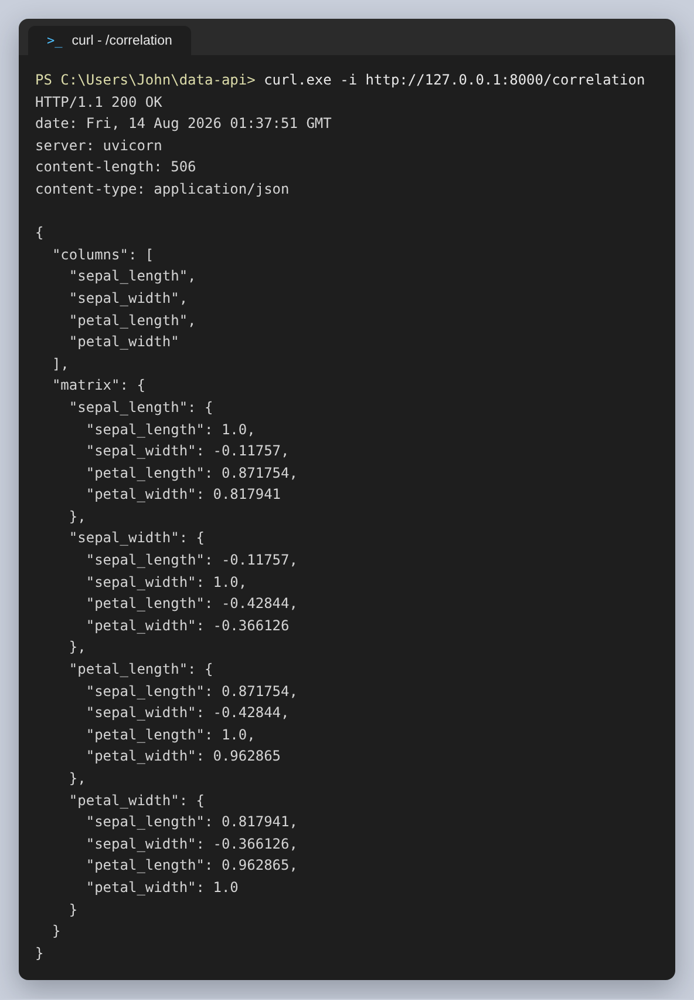 >_ curl - /correlation
PS C:\Users\John\data-api> curl.exe -i http://127.0.0.1:8000/correlation
HTTP/1.1 200 OK
date: Fri, 14 Aug 2026 01:37:51 GMT
server: uvicorn
content-length: 506
content-type: application/json

{
  "columns": [
    "sepal_length",
    "sepal_width",
    "petal_length",
    "petal_width"
  ],
  "matrix": {
    "sepal_length": {
      "sepal_length": 1.0,
      "sepal_width": -0.11757,
      "petal_length": 0.871754,
      "petal_width": 0.817941
    },
    "sepal_width": {
      "sepal_length": -0.11757,
      "sepal_width": 1.0,
      "petal_length": -0.42844,
      "petal_width": -0.366126
    },
    "petal_length": {
      "sepal_length": 0.871754,
      "sepal_width": -0.42844,
      "petal_length": 1.0,
      "petal_width": 0.962865
    },
    "petal_width": {
      "sepal_length": 0.817941,
      "sepal_width": -0.366126,
      "petal_length": 0.962865,
      "petal_width": 1.0
    }
  }
}